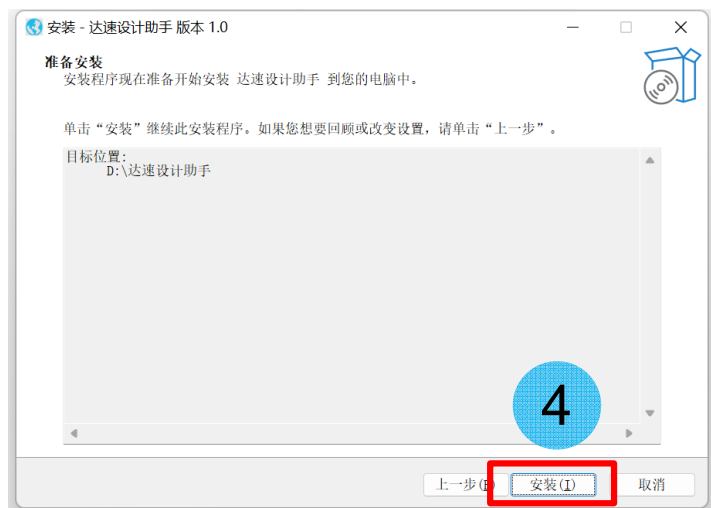 安装 - 达速设计助手 版本 1.0
准备安装
安装程序现在准备开始安装 达速设计助手 到您的电脑中。
单击“安装”继续此安装程序。如果您想要回顾或改变设置，请单击“上一步”。
目标位置:
D:\达速设计助手
4
上一步( 安装(I) 取消